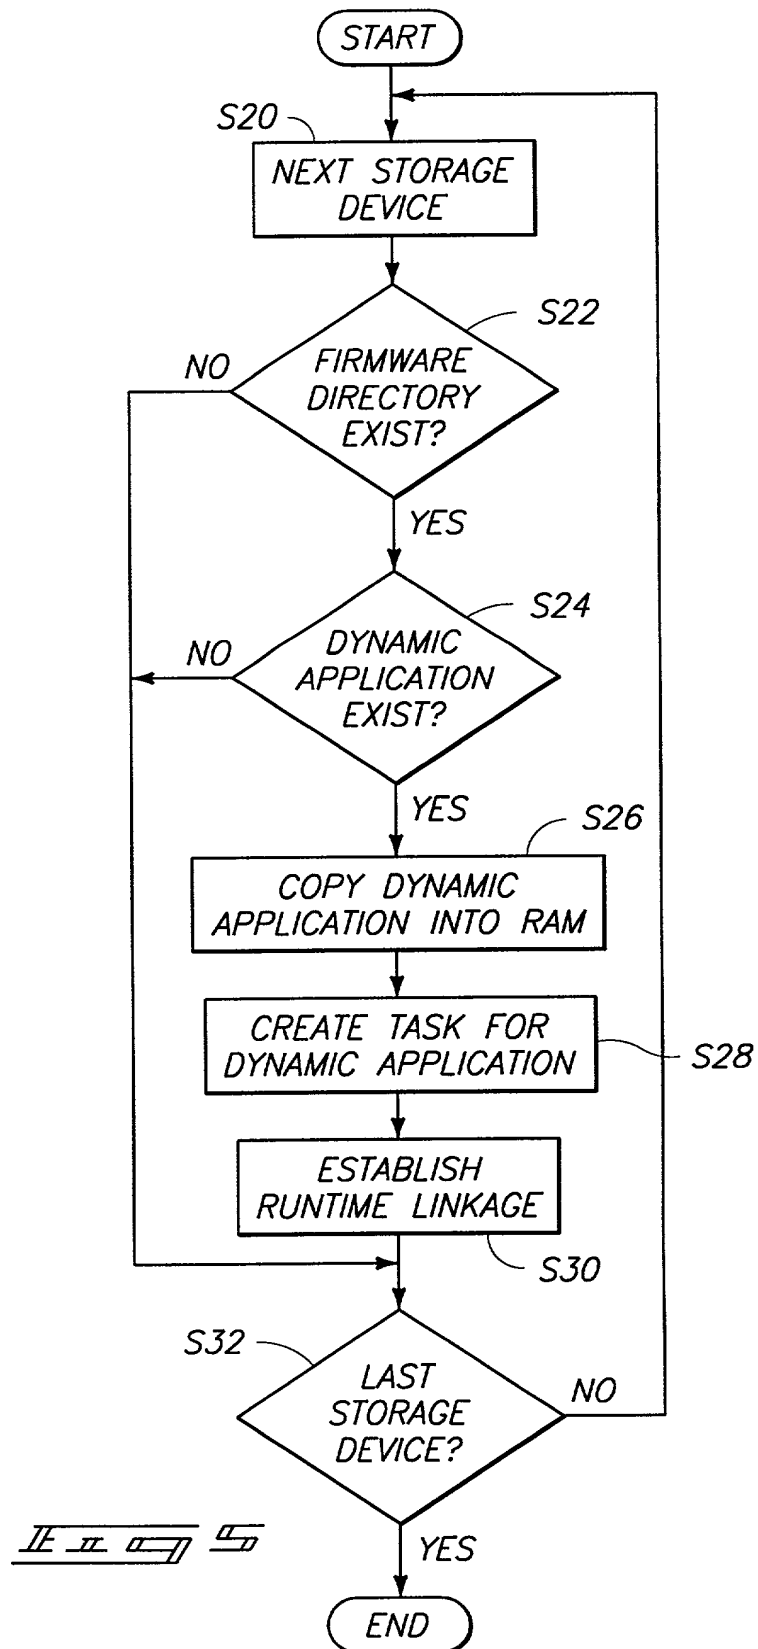 START
S20
NEXT STORAGE
DEVICE
S22
NO
FIRMWARE
DIRECTORY
EXIST?
YES
S24
NO
DYNAMIC
APPLICATION
EXIST?
YES
S26
COPY DYNAMIC
APPLICATION INTO RAM
CREATE TASK FOR
DYNAMIC APPLICATION
S28
ESTABLISH
RUNTIME LINKAGE
S30
S32
LAST
STORAGE
DEVICE?
NO
YES
END
Fig 5